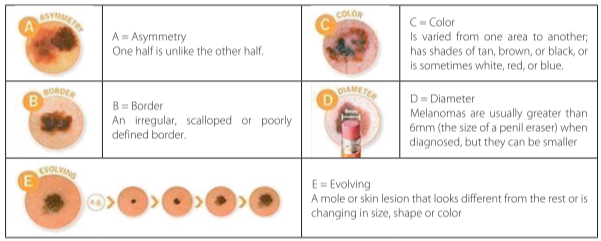 A
ASYMMETRY
A = Asymmetry
One half is unlike the other half.
C
COLOR
C = Color
Is varied from one area to another;
has shades of tan, brown, or black, or
is sometimes white, red, or blue.
B
BORDER
B = Border
An irregular, scalloped or poorly
defined border.
D
DIAMETER
D = Diameter
Melanomas are usually greater than
6mm (the size of a penil eraser) when
diagnosed, but they can be smaller
E
EVOLVING
E = Evolving
A mole or skin lesion that looks different from the rest or is
changing in size, shape or color